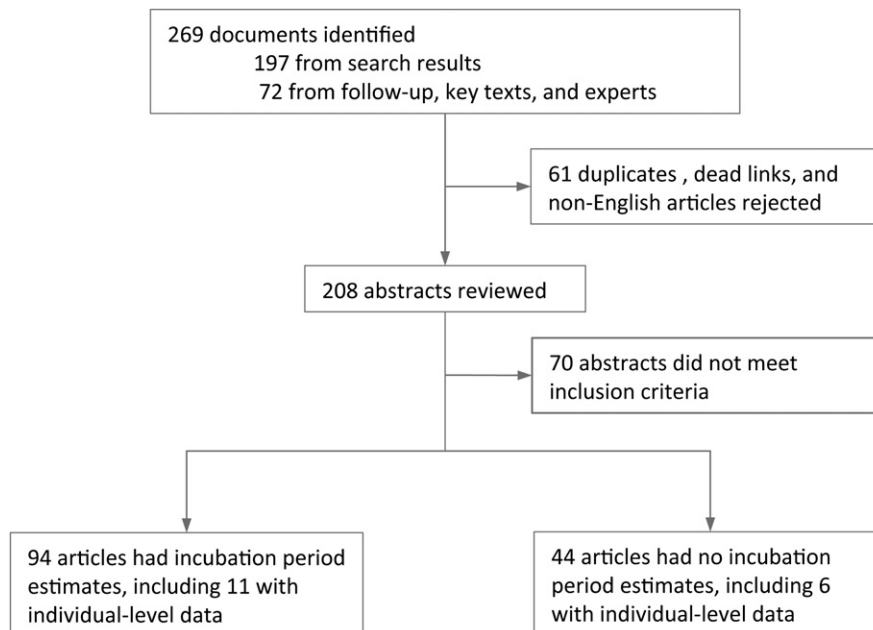 269 documents identified
197 from search results
72 from follow-up, key texts, and experts
61 duplicates , dead links, and
non-English articles rejected
208 abstracts reviewed
70 abstracts did not meet
inclusion criteria
94 articles had incubation period
estimates, including 11 with
individual-level data
44 articles had no incubation
period estimates, including 6
with individual-level data